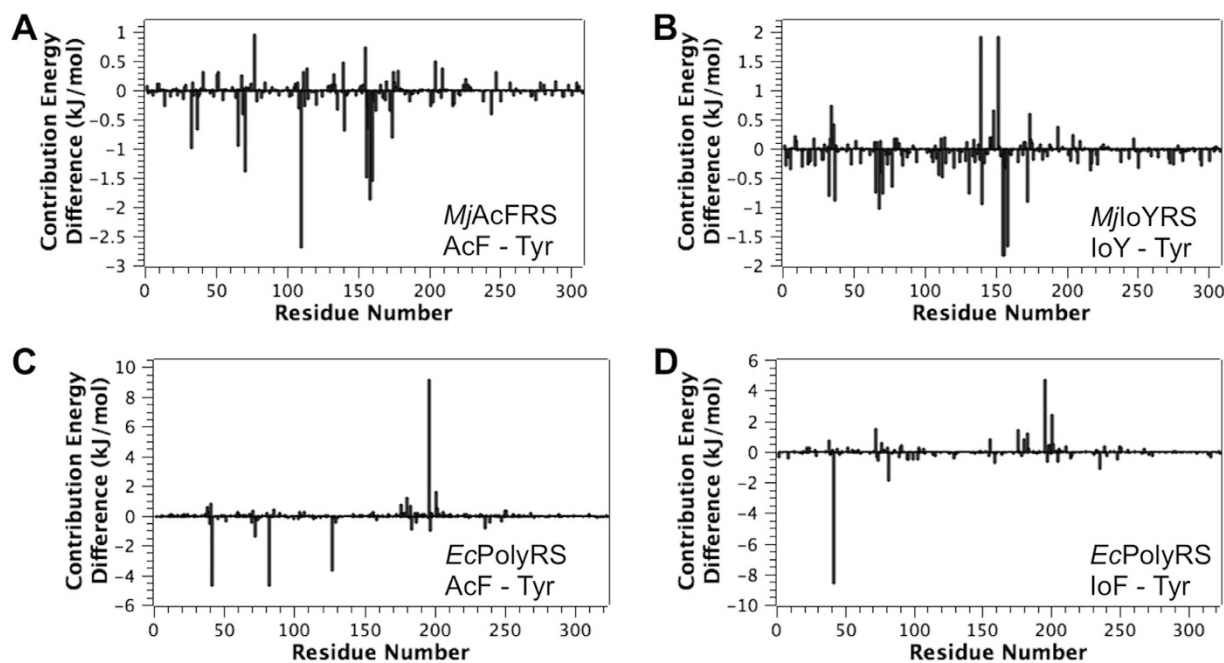 A
Contribution Energy
Difference (kJ/mol)
1
0.5
0
-0.5
-1
-1.5
-2
-2.5
-3
MjAcFRS
AcF - Tyr
0 50 100 150 200 250 300
Residue Number
B
Contribution Energy
Difference (kJ/mol)
2
1.5
1
0.5
0
-0.5
-1
-1.5
-2
MjIoYRS
IoY - Tyr
0 50 100 150 200 250 300
Residue Number
C
Contribution Energy
Difference (kJ/mol)
10
8
6
4
2
0
-2
-4
-6
EcPolyRS
AcF - Tyr
0 50 100 150 200 250 300
Residue Number
D
Contribution Energy
Difference (kJ/mol)
6
4
2
0
-2
-4
-6
-8
-10
EcPolyRS
IoF - Tyr
0 50 100 150 200 250 300
Residue Number